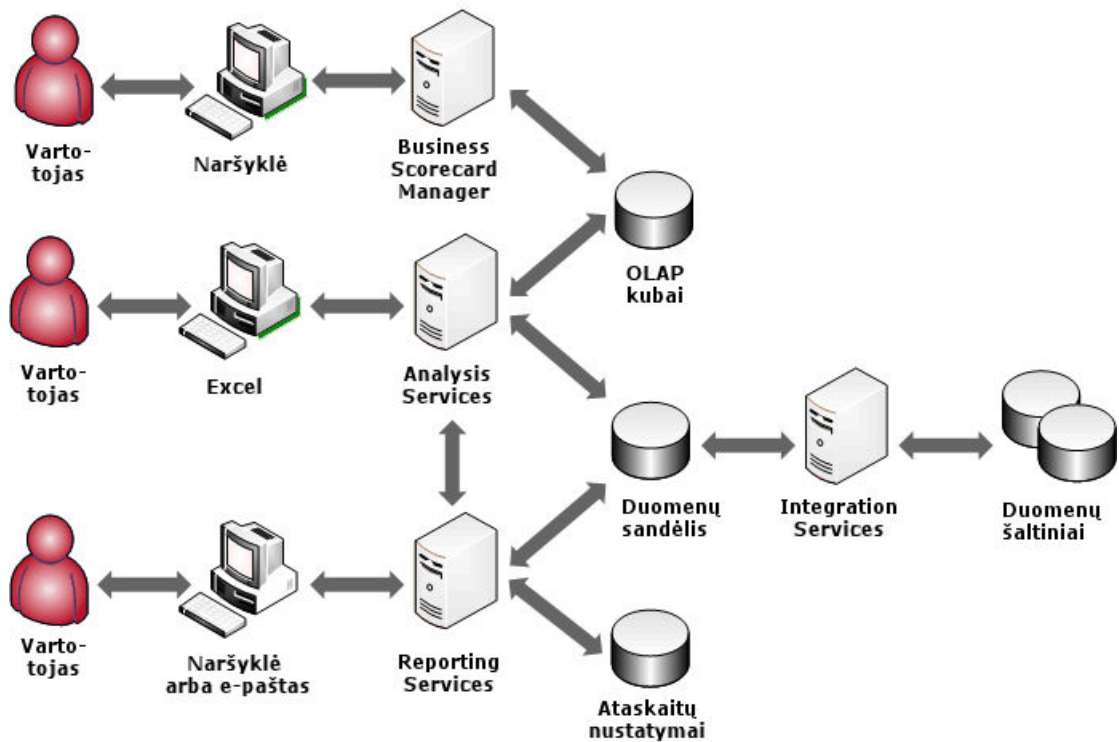 Varto-
tojas
Naršyklė
Business
Scorecard
Manager
OLAP
kubai
Varto-
tojas
Excel
Analysis
Services
Duomenų
sandėlis
Integration
Services
Duomenų
šaltiniai
Varto-
tojas
Naršyklė
arba e-paštas
Reporting
Services
Ataskaitų
nustatymai